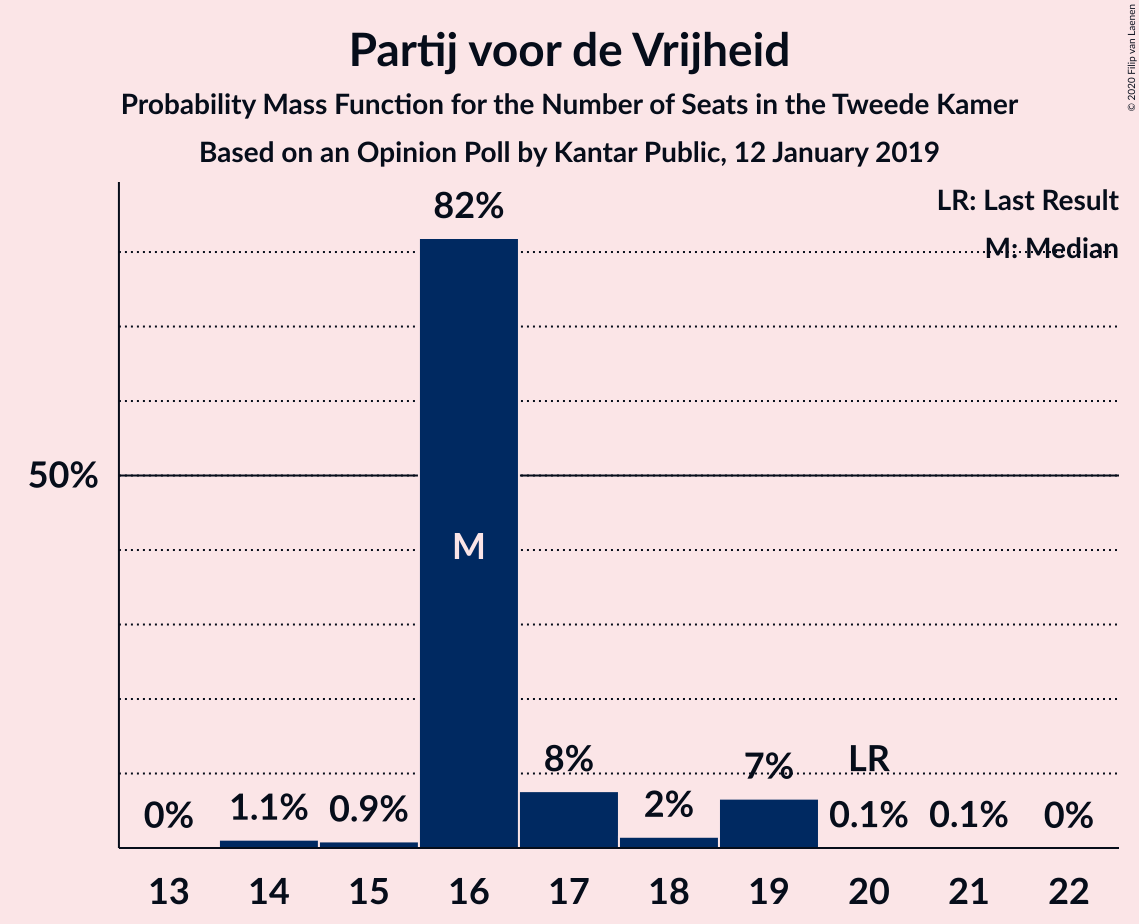 Partij voor de Vrijheid
Probability Mass Function for the Number of Seats in the Tweede Kamer
Based on an Opinion Poll by Kantar Public, 12 January 2019
© 2020 Filip van Laenen
LR: Last Result
M: Median
82%
50%
M
8%
7%
LR
0%
1.1%
0.9%
2%
0.1%
0.1%
0%
13 14 15 16 17 18 19 20 21 22